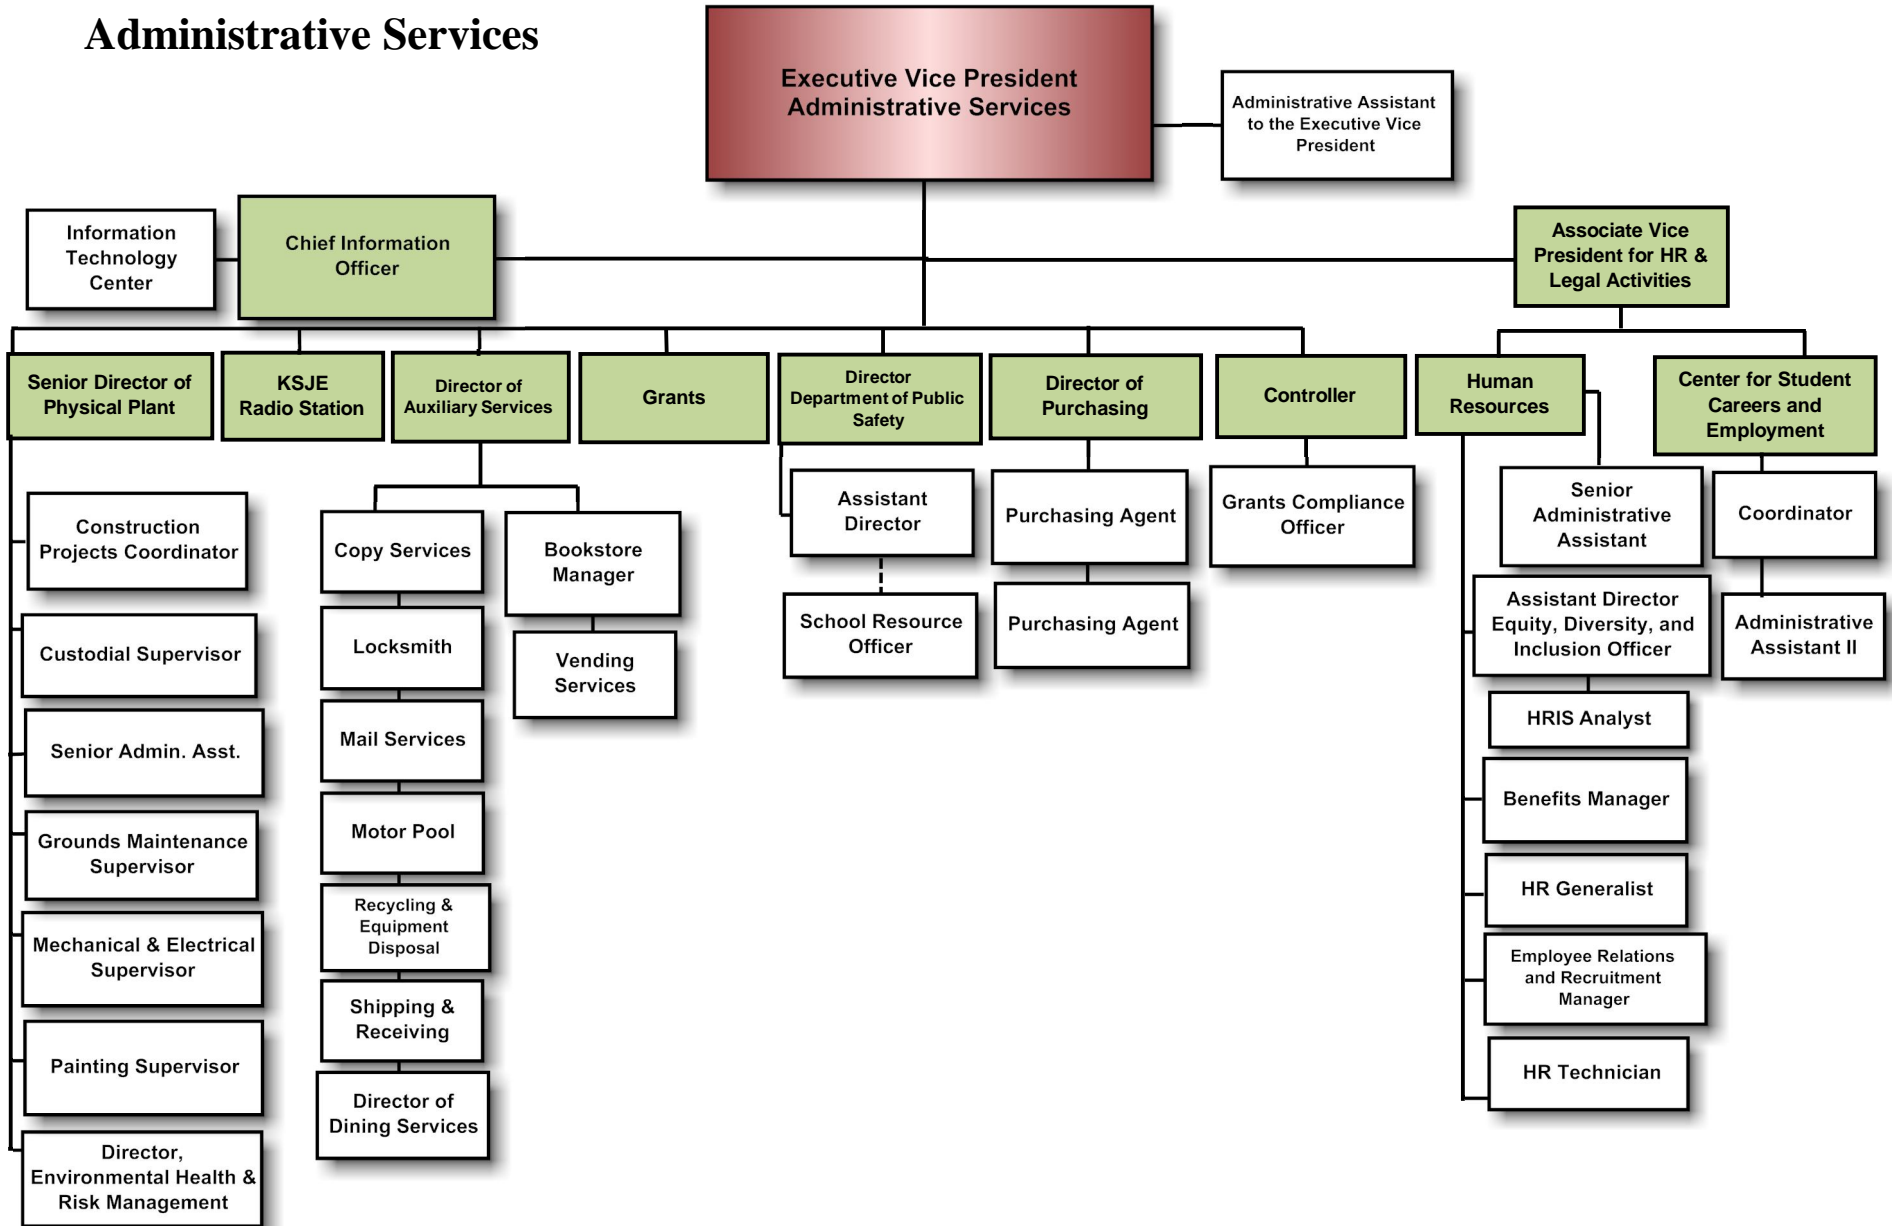 Administrative Services
Executive Vice President
Administrative Services
Administrative Assistant
to the Executive Vice
President
Information
Technology
Center
Chief Information
Officer
Associate Vice
President for HR &
Legal Activities
Senior Director of
Physical Plant
KSJE
Radio Station
Director of
Auxiliary Services
Grants
Director
Department of Public
Safety
Director of
Purchasing
Controller
Human
Resources
Center for Student
Careers and
Employment
Construction
Projects Coordinator
Custodial Supervisor
Senior Admin. Asst.
Grounds Maintenance
Supervisor
Mechanical & Electrical
Supervisor
Painting Supervisor
Director,
Environmental Health &
Risk Management
Copy Services
Locksmith
Mail Services
Motor Pool
Recycling &
Equipment
Disposal
Shipping &
Receiving
Director of
Dining Services
Bookstore
Manager
Vending
Services
Assistant
Director
School Resource
Officer
Purchasing Agent
Purchasing Agent
Grants Compliance
Officer
Senior
Administrative
Assistant
Assistant Director
Equity, Diversity, and
Inclusion Officer
HRIS Analyst
Benefits Manager
HR Generalist
Employee Relations
and Recruitment
Manager
HR Technician
Coordinator
Administrative
Assistant II